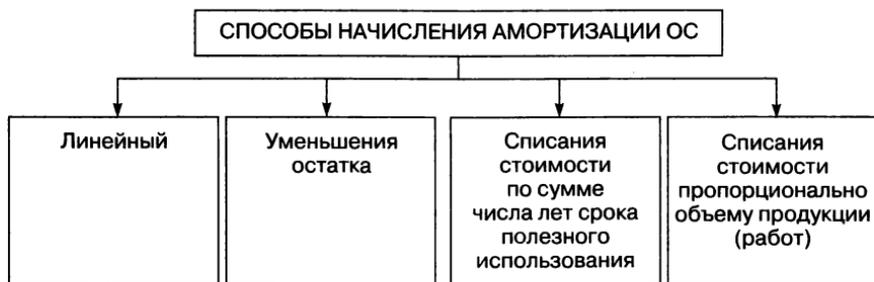 СПОСОБЫ НАЧИСЛЕНИЯ АМОРТИЗАЦИИ ОС
Линейный
Уменьшения
остатка
Списания
стоимости
по сумме
числа лет срока
полезного
использования
Списания
стоимости
пропорционально
объему продукции
(работ)